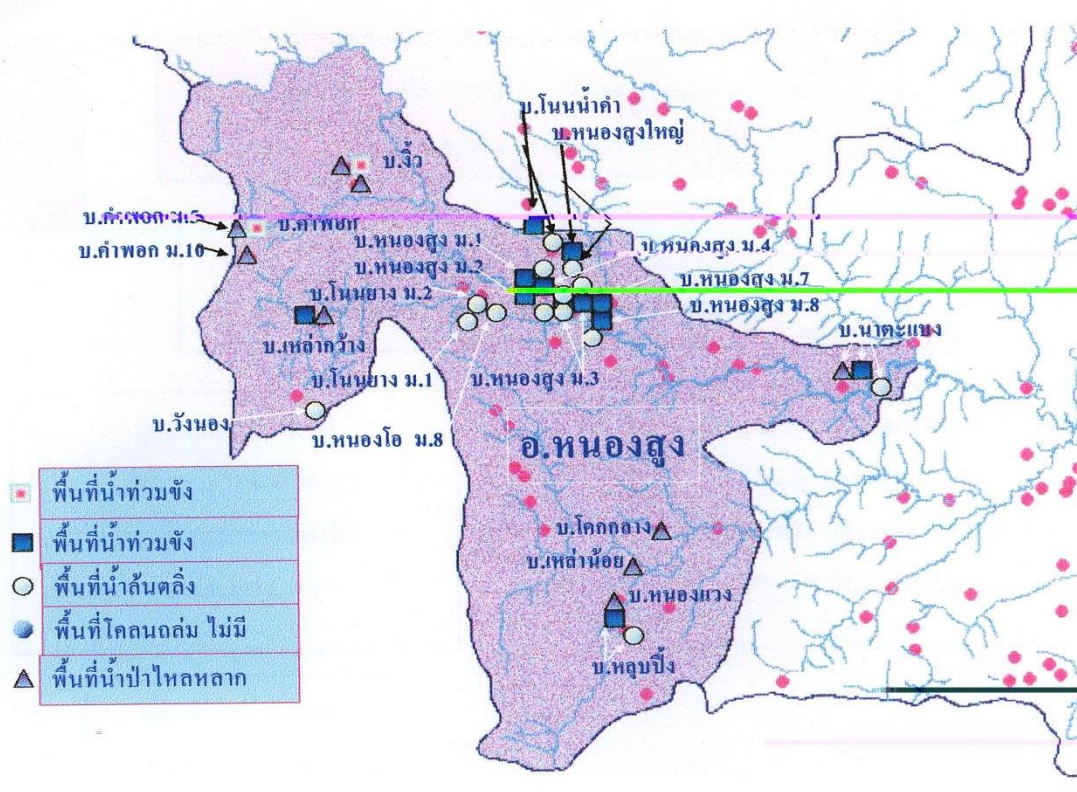 บ.โนนน้ำคำ
บ.หนองสูงใหญ่
บ.งิ้ว
บ.คำพอก ม.5
บ.คำพอก
บ.คำพอก ม.10
บ.หนองสูง ม.1
บ.หนองสูง ม.4
บ.หนองสูง ม.2
บ.หนองสูง ม.7
บ.โนนยาง ม.2
บ.หนองสูง ม.8
บ.นาตะแบง
บ.เหล่ากว้าง
บ.โนนยาง ม.1
บ.หนองสูง ม.3
บ.วังนอง
บ.หนองโอ ม.8
อ.หนองสูง
พื้นที่น้ำท่วมขัง
พื้นที่น้ำท่วมขัง
พื้นที่น้ำล้นตลิ่ง
พื้นที่โคลนถล่ม ไม่มี
พื้นที่น้ำป่าไหลหลาก
บ.โคกกลาง
บ.เหล่าน้อย
บ.หนองแวง
บ.หลุบปึ้ง